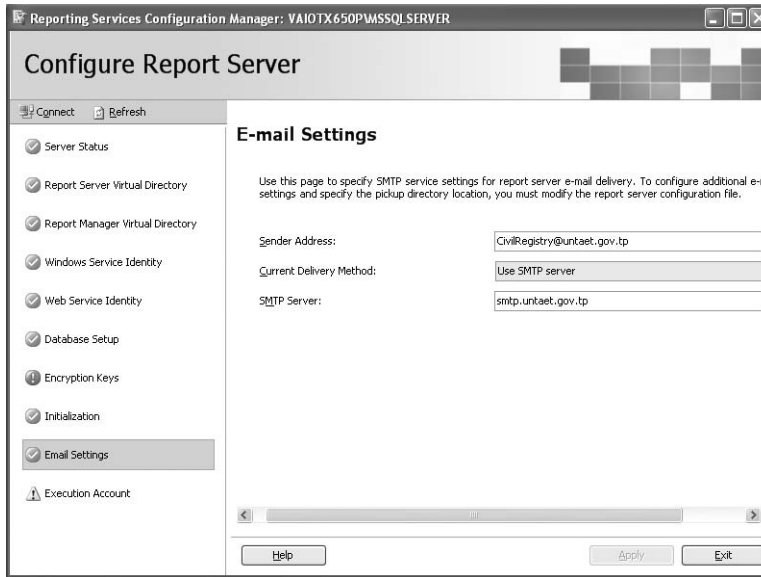 Reporting Services Configuration Manager: VAIOTX650P\MSSQLSERVER
Configure Report Server
Connect Refresh
Server Status
Report Server Virtual Directory
Report Manager Virtual Directory
Windows Service Identity
Web Service Identity
Database Setup
Encryption Keys
Initialization
Email Settings
Execution Account
E-mail Settings
Use this page to specify SMTP service settings for report server e-mail delivery. To configure additional e-
settings and specify the pickup directory location, you must modify the report server configuration file.
Sender Address: CivilRegistry@untaet.gov.tp
Current Delivery Method: Use SMTP server
SMTP Server: smtp.untaet.gov.tp
Help Apply Exit